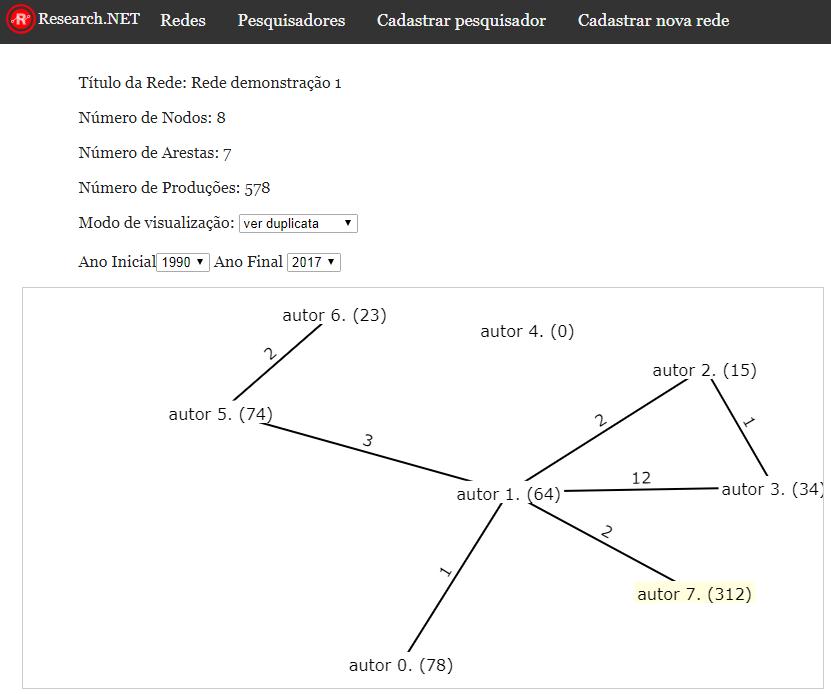 R Research.NET Redes Pesquisadores Cadastrar pesquisador Cadastrar nova rede
Título da Rede: Rede demonstração 1
Número de Nodos: 8
Número de Arestas: 7
Número de Produções: 578
Modo de visualização: ver duplicata
Ano Inicial 1990 Ano Final 2017
autor 6. (23)
autor 4. (0)
2
autor 2. (15)
autor 5. (74)
2
1
3
12
autor 1. (64)
autor 3. (34)
2
1
autor 7. (312)
autor 0. (78)